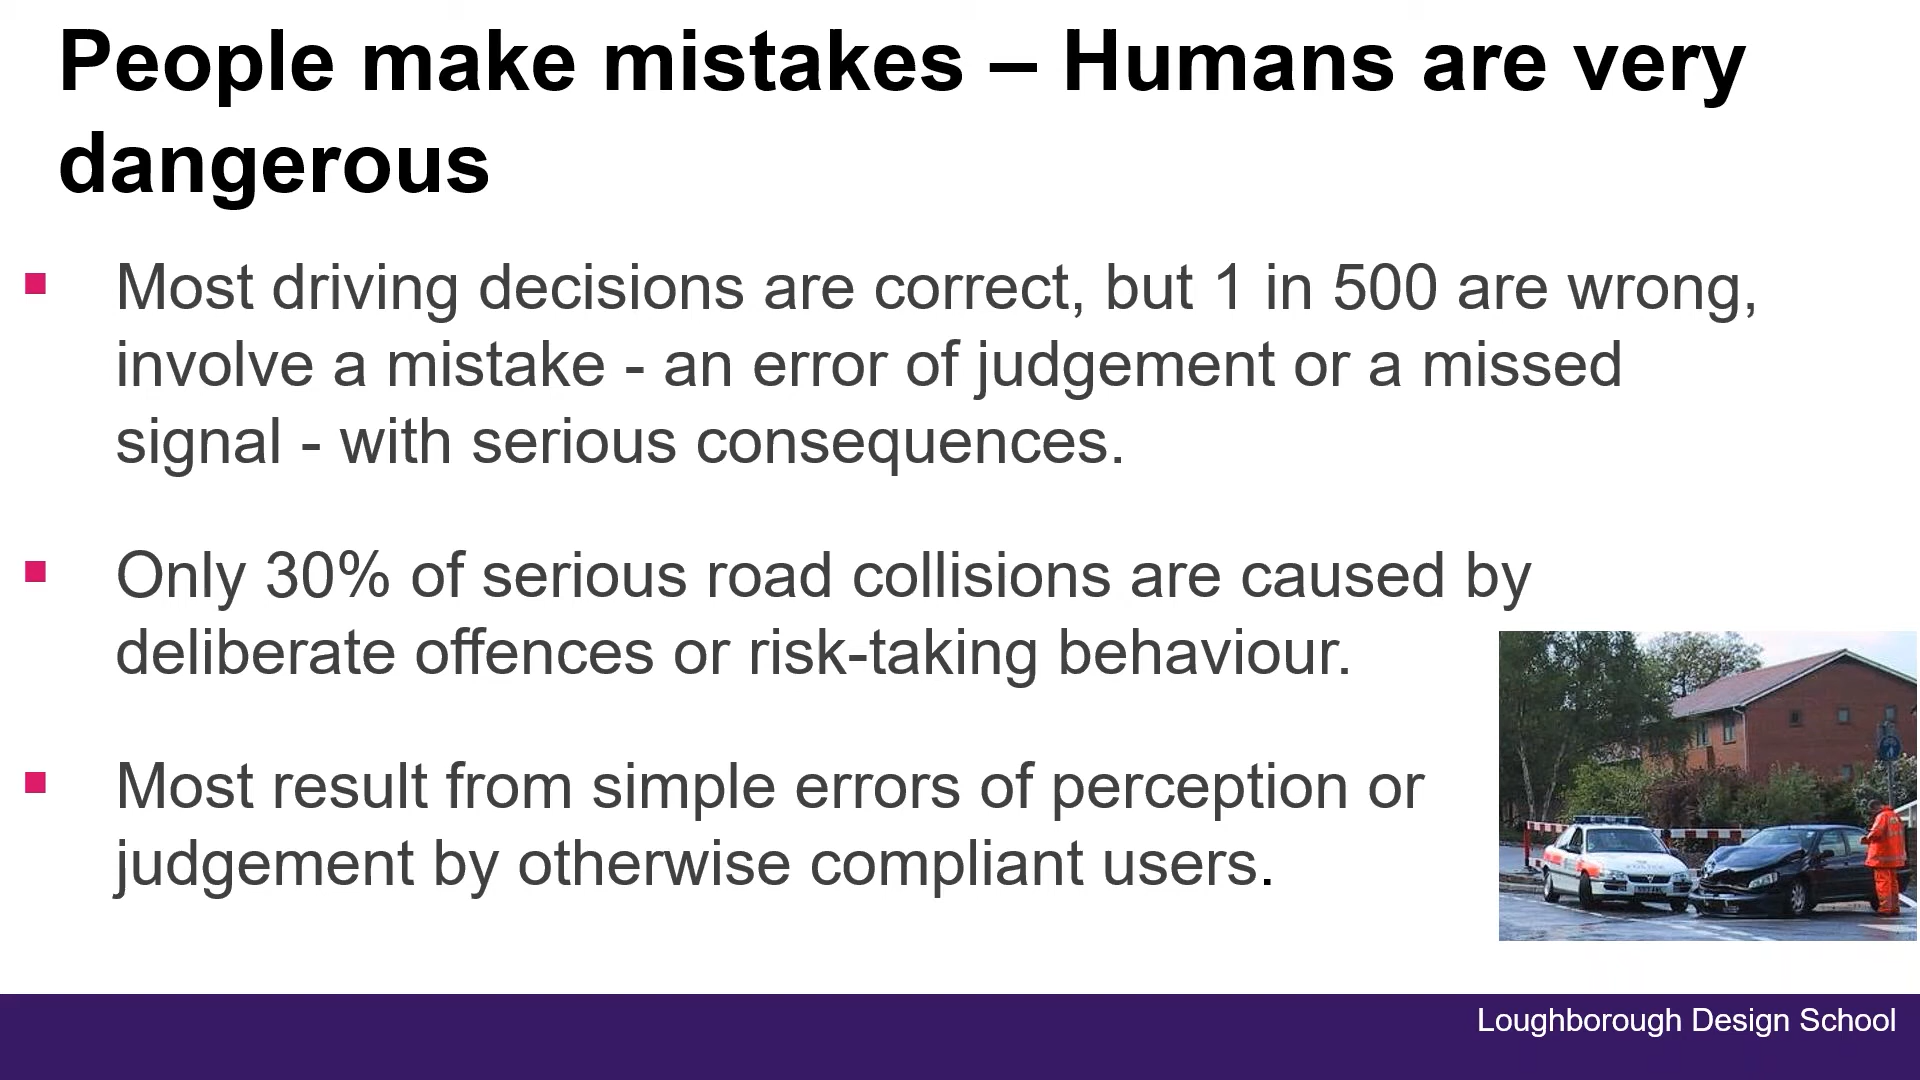 People make mistakes – Humans are very
dangerous
Most driving decisions are correct, but 1 in 500 are wrong,
involve a mistake - an error of judgement or a missed
signal - with serious consequences.
Only 30% of serious road collisions are caused by
deliberate offences or risk-taking behaviour.
Most result from simple errors of perception or
judgement by otherwise compliant users.
Loughborough Design School